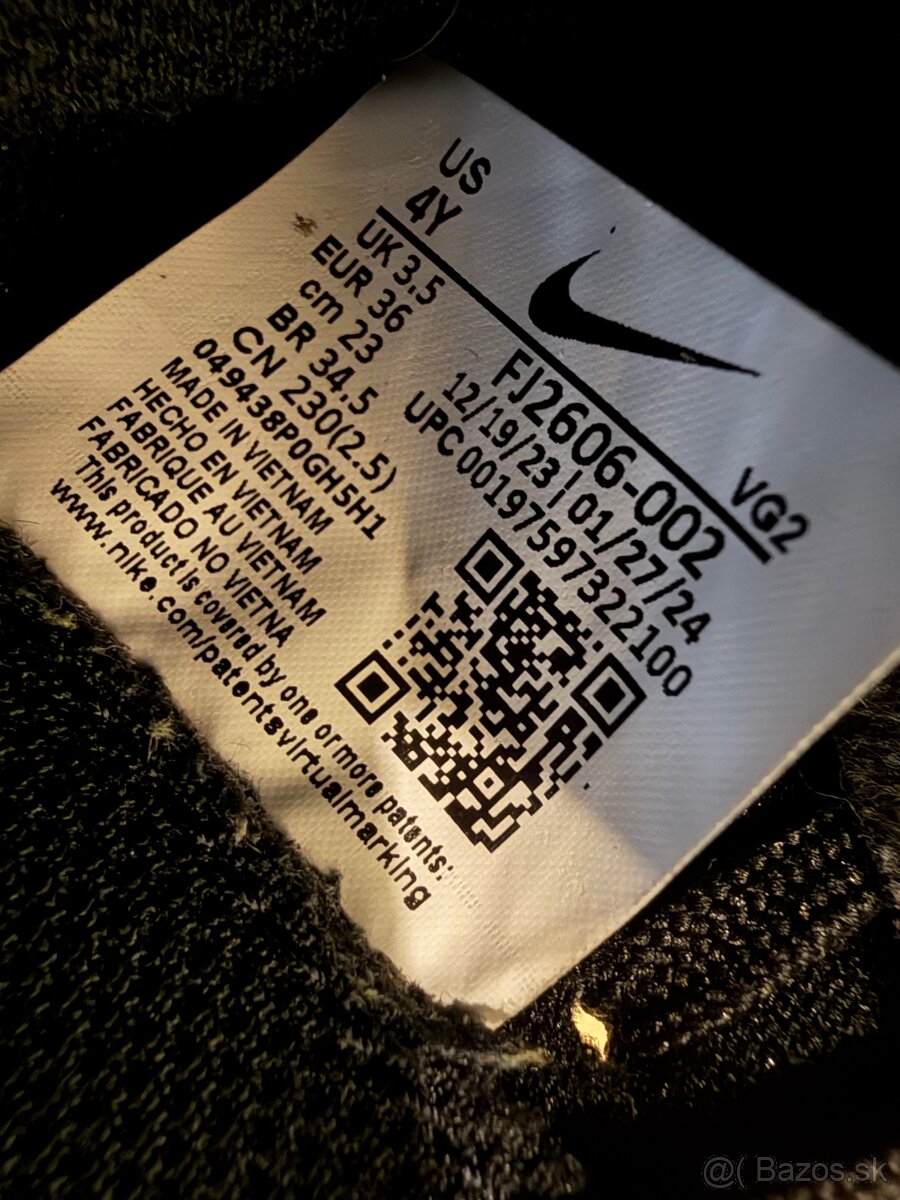 US
4Y
UK 3.5
EUR 36
cm 23
BR 34.5
CN 230(2.5)
049438P0GH5H1
MADE IN VIETNAM
HECHO EN VIETNAM
FABRIQUE AU VIETNAM
FABRICADO NO VIETNA
This product is covered by one or more patents:
www.nike.com/patentsvirtualmarking
VG2
FJ2606-002
12/19/23 | 01/27/24
UPC 00197597322100
@( Bazos.sk